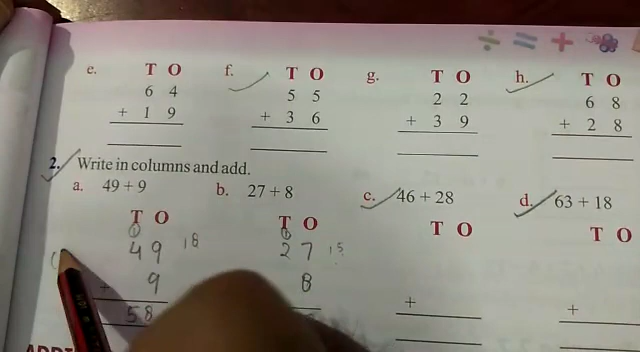 ÷ = +
e. T O f. T O g. T O h. T O
6 4 5 5 2 2 6 8
+ 1 9 + 3 6 + 3 9 + 2 8
2. Write in columns and add.
a. 49 + 9 b. 27 + 8 c. 46 + 28 d. 63 + 18
T O T O T O T O
1 1
49 18 27 15
+ 9 8 + +
58